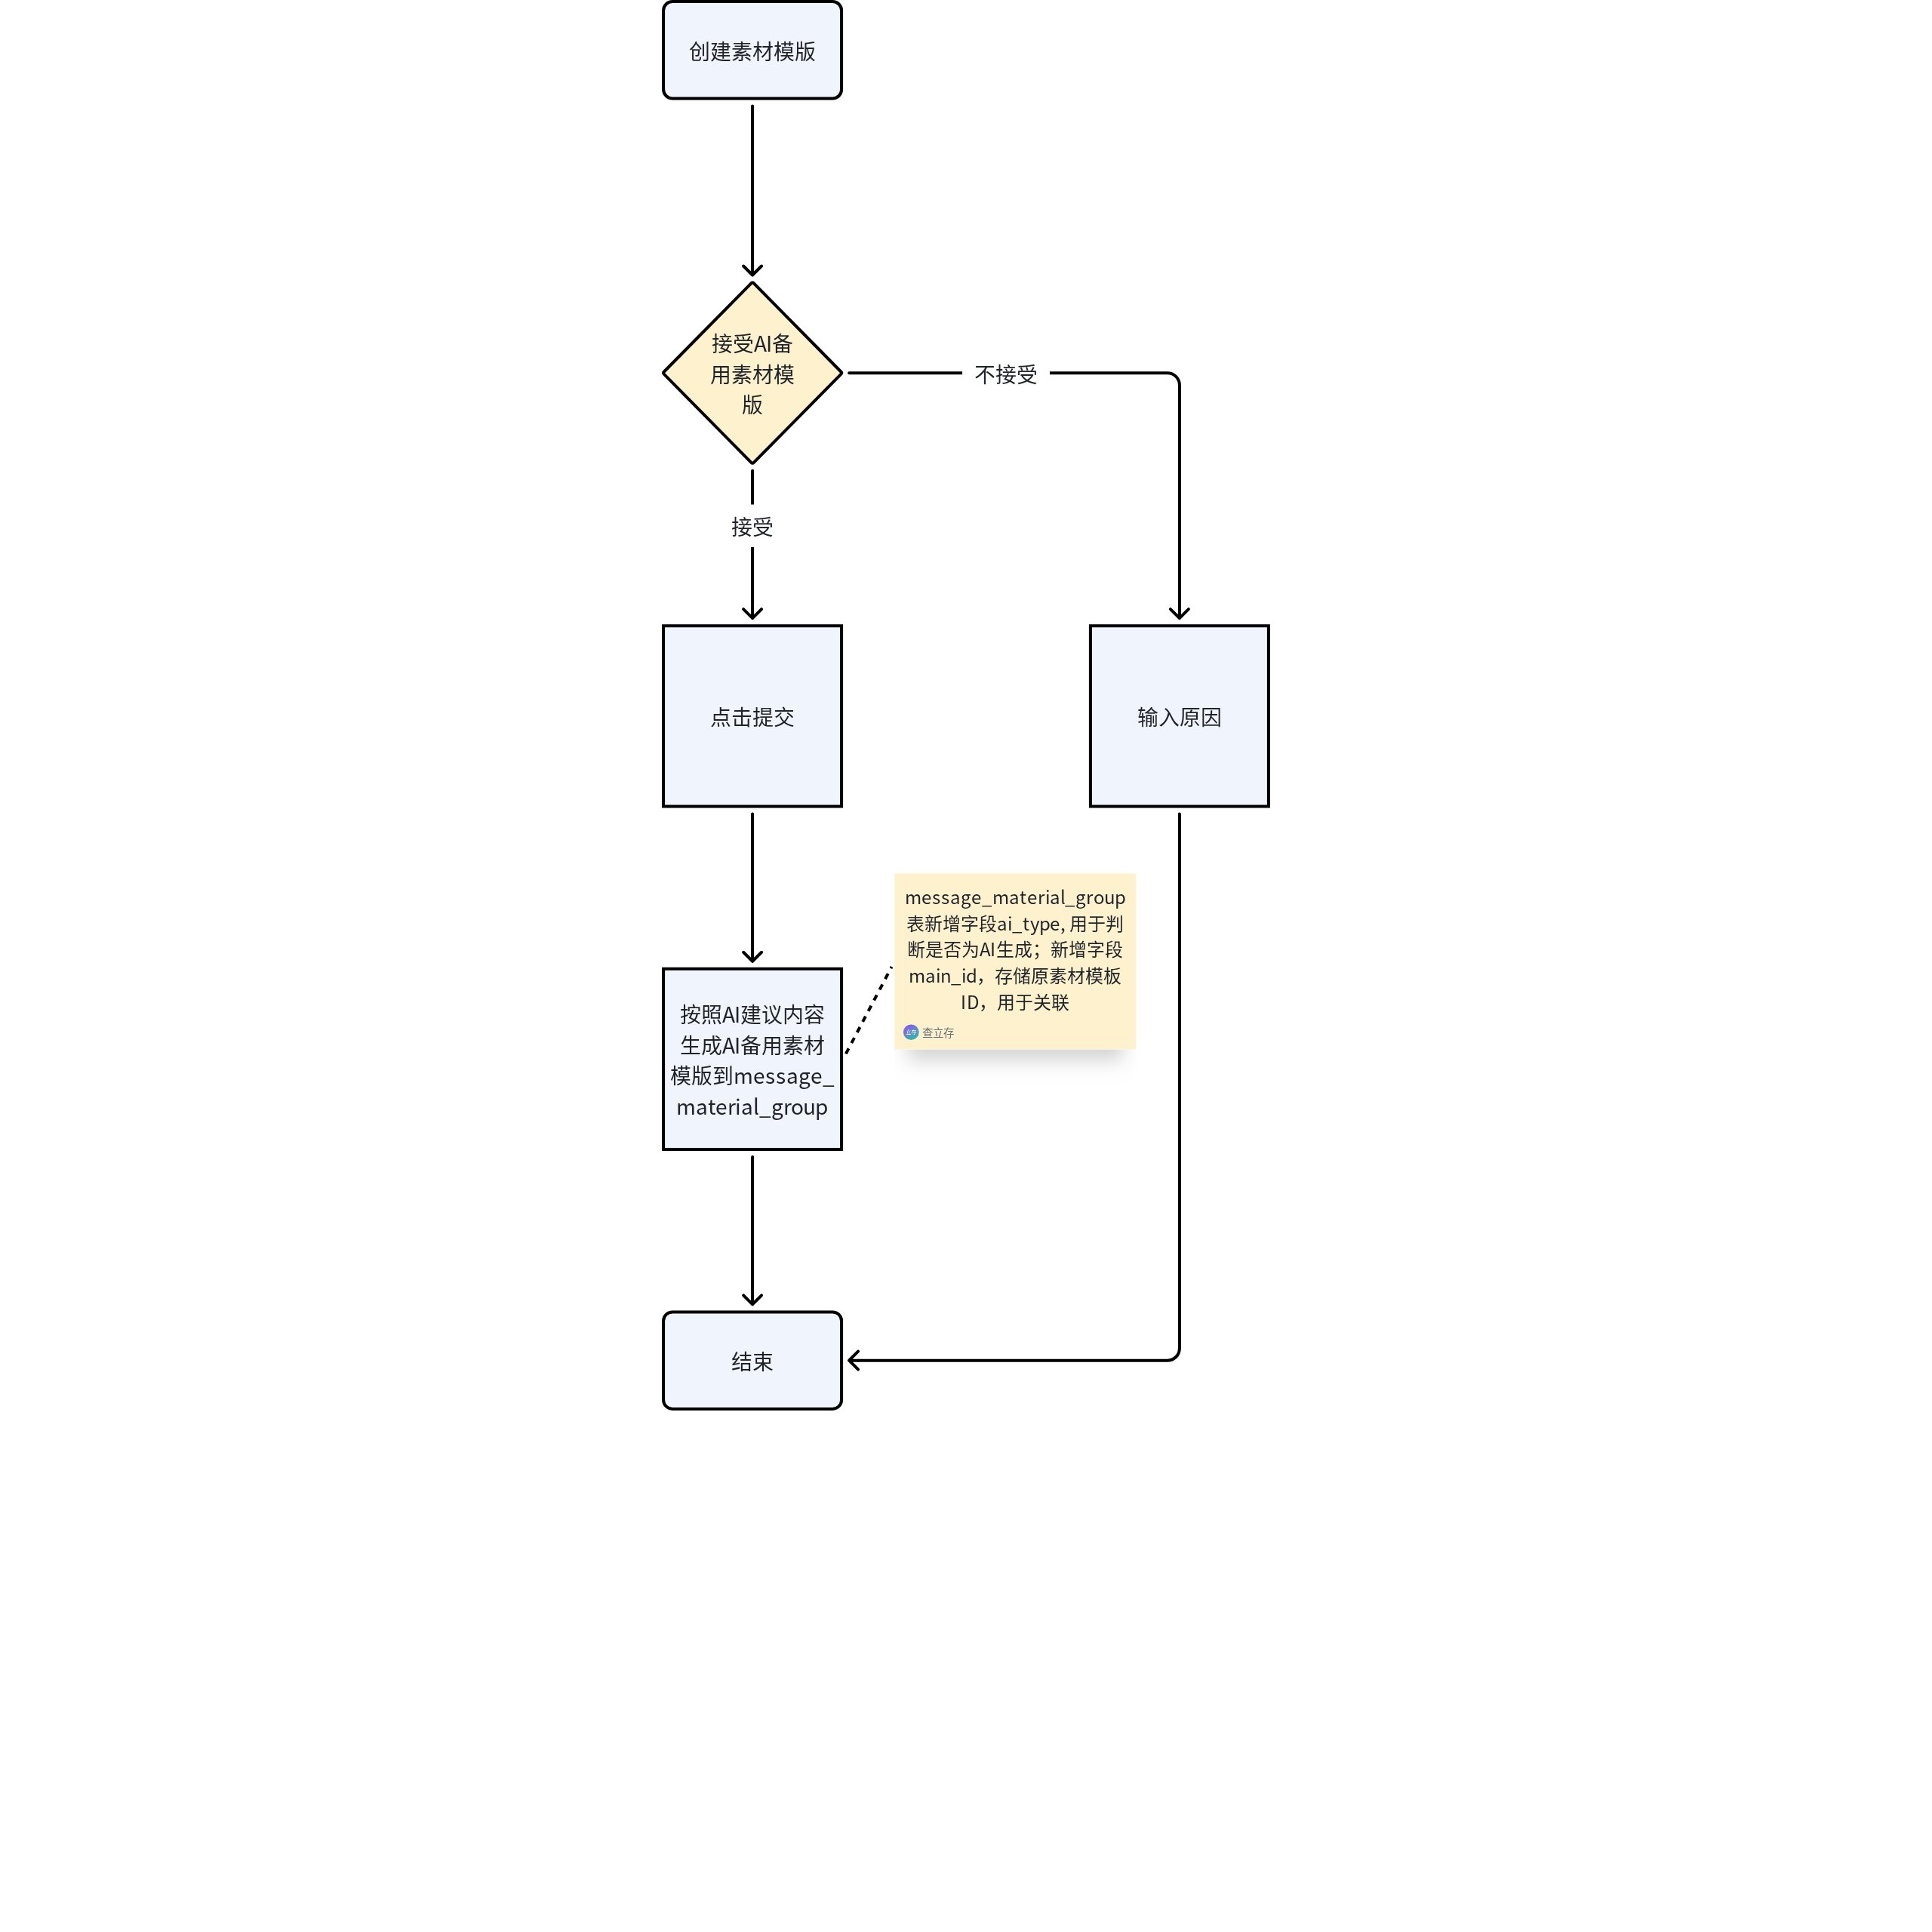 创建素材模版
接受AI备
用素材模
版
不接受
接受
点击提交
输入原因
message_material_group
表新增字段ai_type, 用于判
断是否为AI生成；新增字段
main_id，存储原素材模板
ID，用于关联
立存
查立存
按照AI建议内容
生成AI备用素材
模版到message_
material_group
结束